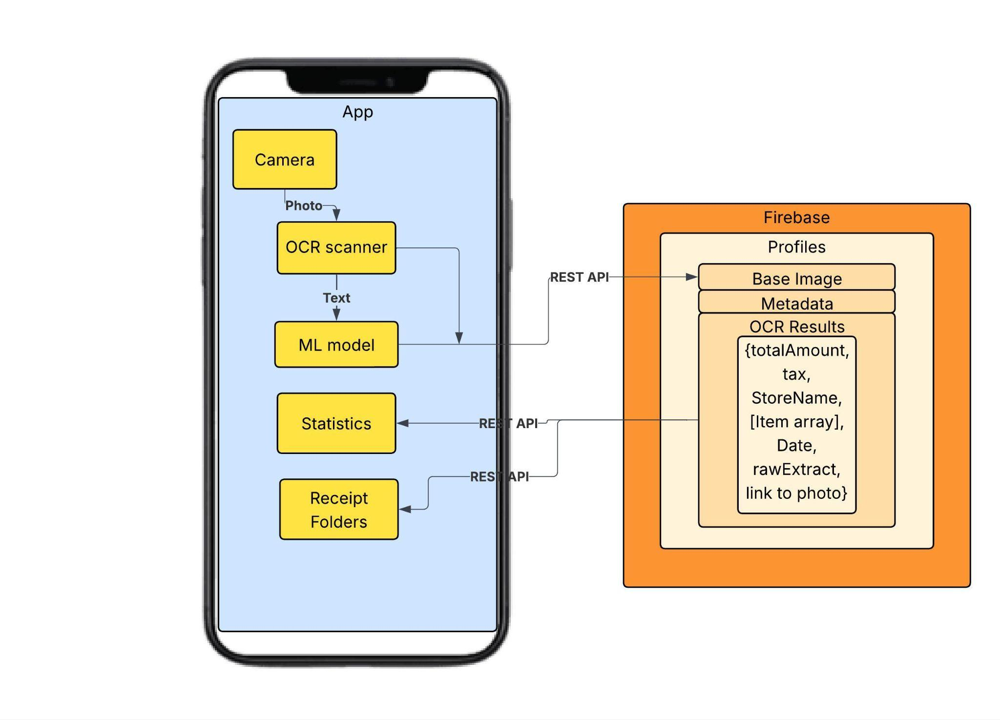 App
Camera
Photo
OCR scanner
Text
ML model
Statistics
Receipt
Folders
REST API
REST API
REST API
Firebase
Profiles
Base Image
Metadata
OCR Results
{totalAmount,
tax,
StoreName,
[Item array],
Date,
rawExtract,
link to photo}